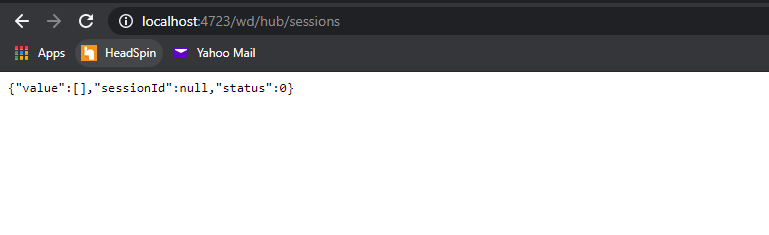 localhost:4723/wd/hub/sessions
Apps HeadSpin Yahoo Mail
{"value":[],"sessionId":null,"status":0}